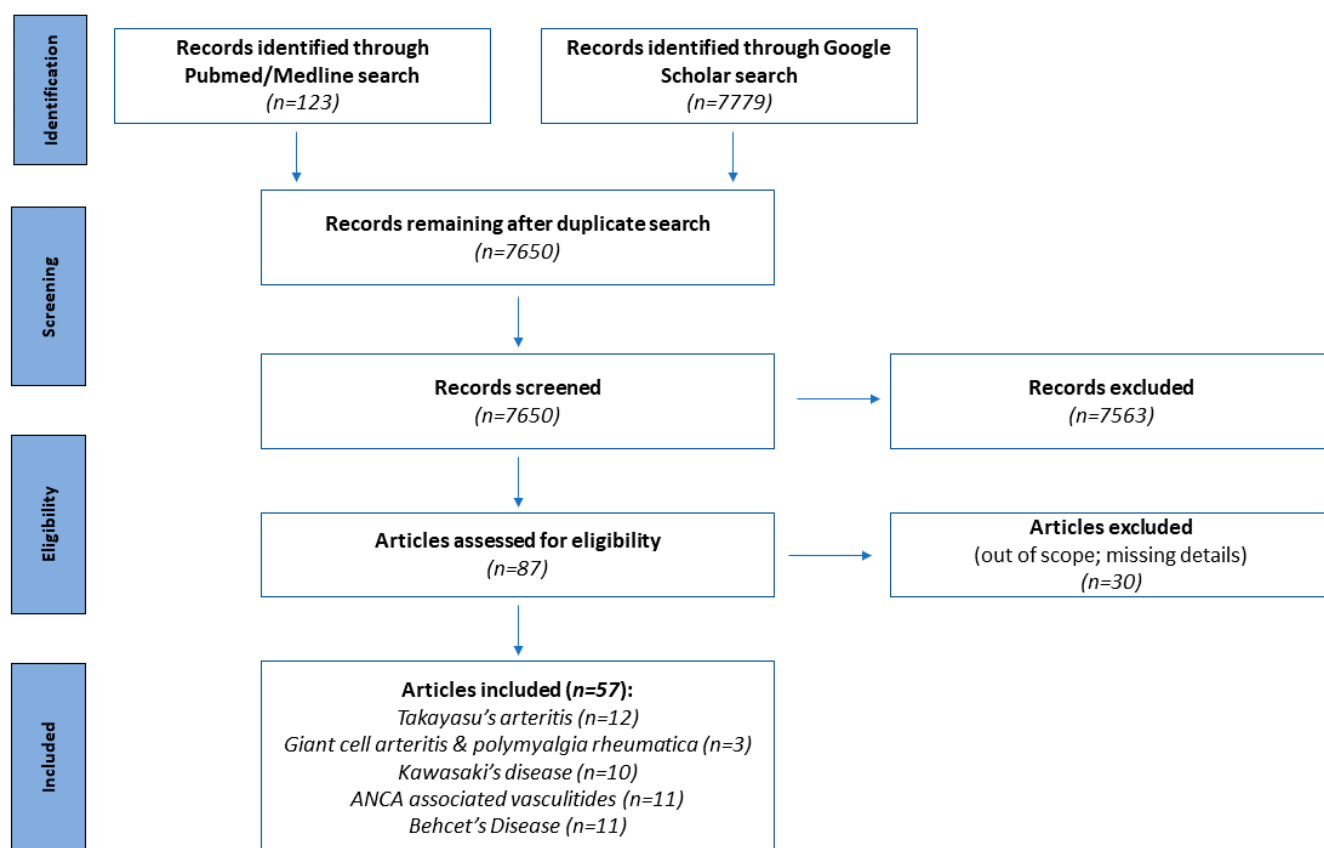 Identification
Records identified through
Pubmed/Medline search
(n=123)
Records identified through Google
Scholar search
(n=7779)
Screening
Records remaining after duplicate search
(n=7650)
Records screened
(n=7650)
Records excluded
(n=7563)
Eligibility
Articles assessed for eligibility
(n=87)
Articles excluded
(out of scope; missing details)
(n=30)
Included
Articles included (n=57):
Takayasu’s arteritis (n=12)
Giant cell arteritis & polymyalgia rheumatica (n=3)
Kawasaki’s disease (n=10)
ANCA associated vasculitides (n=11)
Behcet’s Disease (n=11)